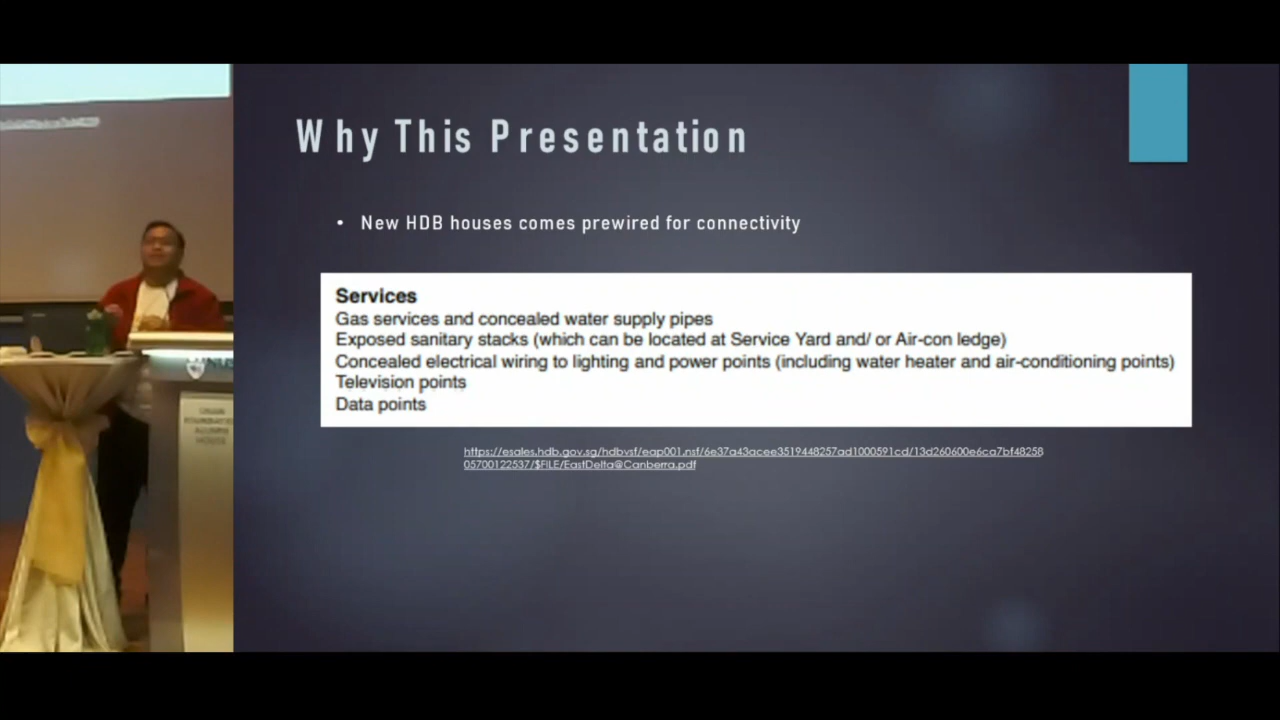 Why This Presentation
• New HDB houses comes prewired for connectivity
Services
Gas services and concealed water supply pipes
Exposed sanitary stacks (which can be located at Service Yard and/ or Air-con ledge)
Concealed electrical wiring to lighting and power points (including water heater and air-conditioning points)
Television points
Data points
https://esales.hdb.gov.sg/hdbvsf/eap001.nsf/6e37a43acee3519448257ad1000591cd/13d260600e6ca7bf48258
05700122537/$FILE/EastDelta@Canberra.pdf
NUS